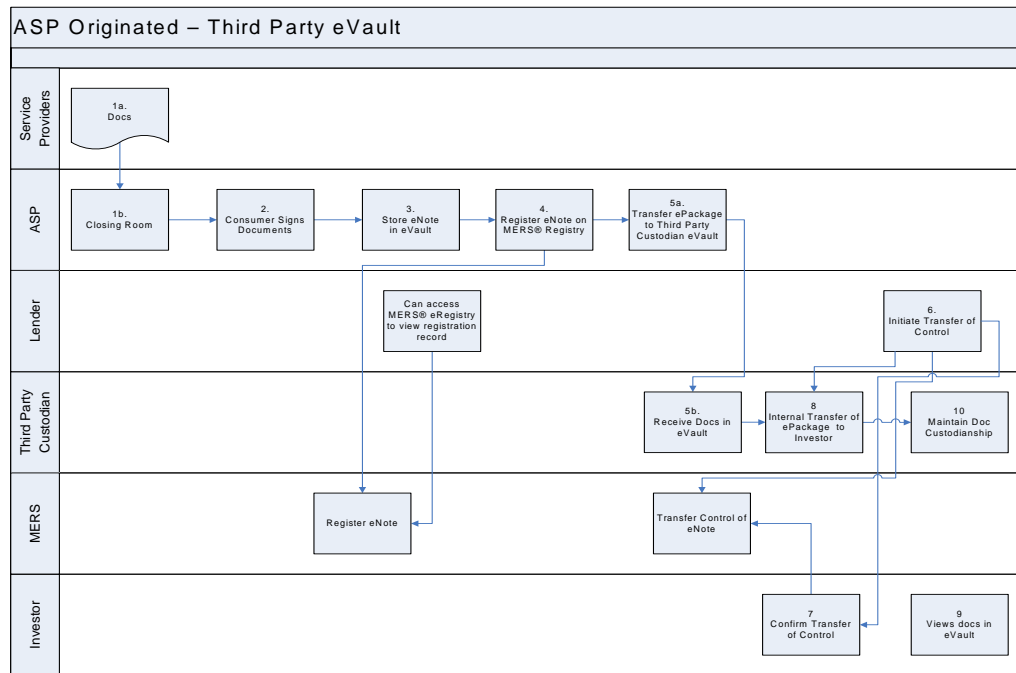 ASP Originated – Third Party eVault
Service
Providers
1a.
Docs
ASP
1b.
Closing Room
2.
Consumer Signs
Documents
3.
Store eNote
in eVault
4.
Register eNote on
MERS® Registry
5a.
Transfer ePackage
to Third Party
Custodian eVault
Lender
Can access
MERS® eRegistry
to view registration
record
6.
Initiate Transfer of
Control
Third Party
Custodian
5b.
Receive Docs in
eVault
8
Internal Transfer of
ePackage to
Investor
10
Maintain Doc
Custodianship
MERS
Register eNote
Transfer Control of
eNote
Investor
7
Confirm Transfer
of Control
9
Views docs in
eVault